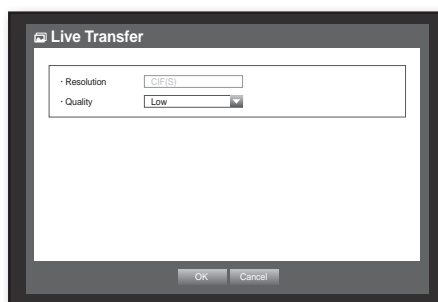 Live Transfer
· Resolution CIF(S)
· Quality Low
OK Cancel